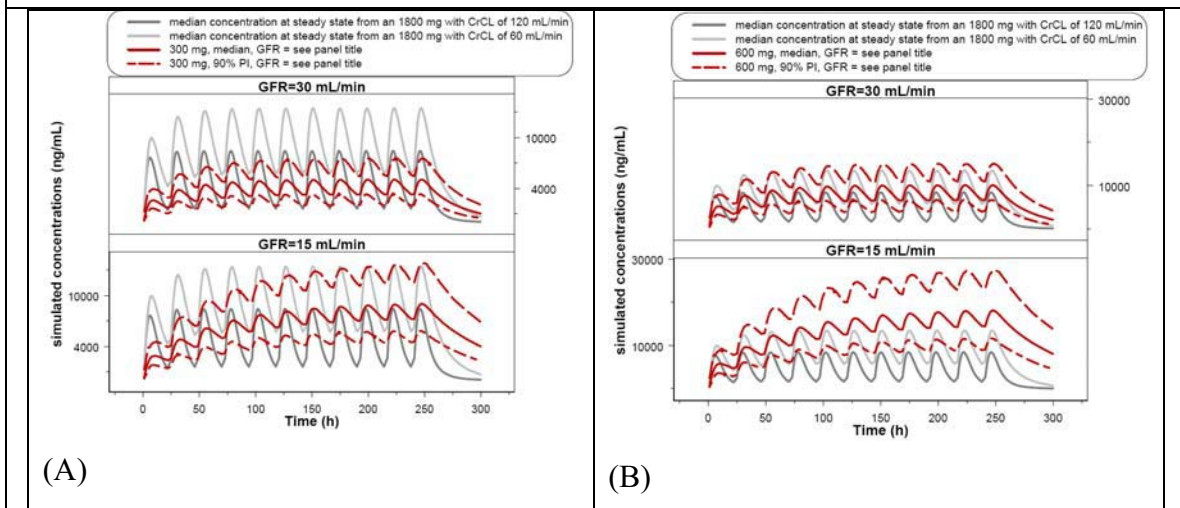 median concentration at steady state from an 1800 mg with CrCL of 120 mL/min
median concentration at steady state from an 1800 mg with CrCL of 60 mL/min
300 mg, median, GFR = see panel title
300 mg, 90% PI, GFR = see panel title
GFR=30 mL/min
10000
4000
GFR=15 mL/min
10000
4000
simulated concentrations (ng/mL)
0 50 100 150 200 250 300
Time (h)
(A)
median concentration at steady state from an 1800 mg with CrCL of 120 mL/min
median concentration at steady state from an 1800 mg with CrCL of 60 mL/min
600 mg, median, GFR = see panel title
600 mg, 90% PI, GFR = see panel title
GFR=30 mL/min
30000
10000
GFR=15 mL/min
30000
10000
simulated concentrations (ng/mL)
0 50 100 150 200 250 300
Time (h)
(B)